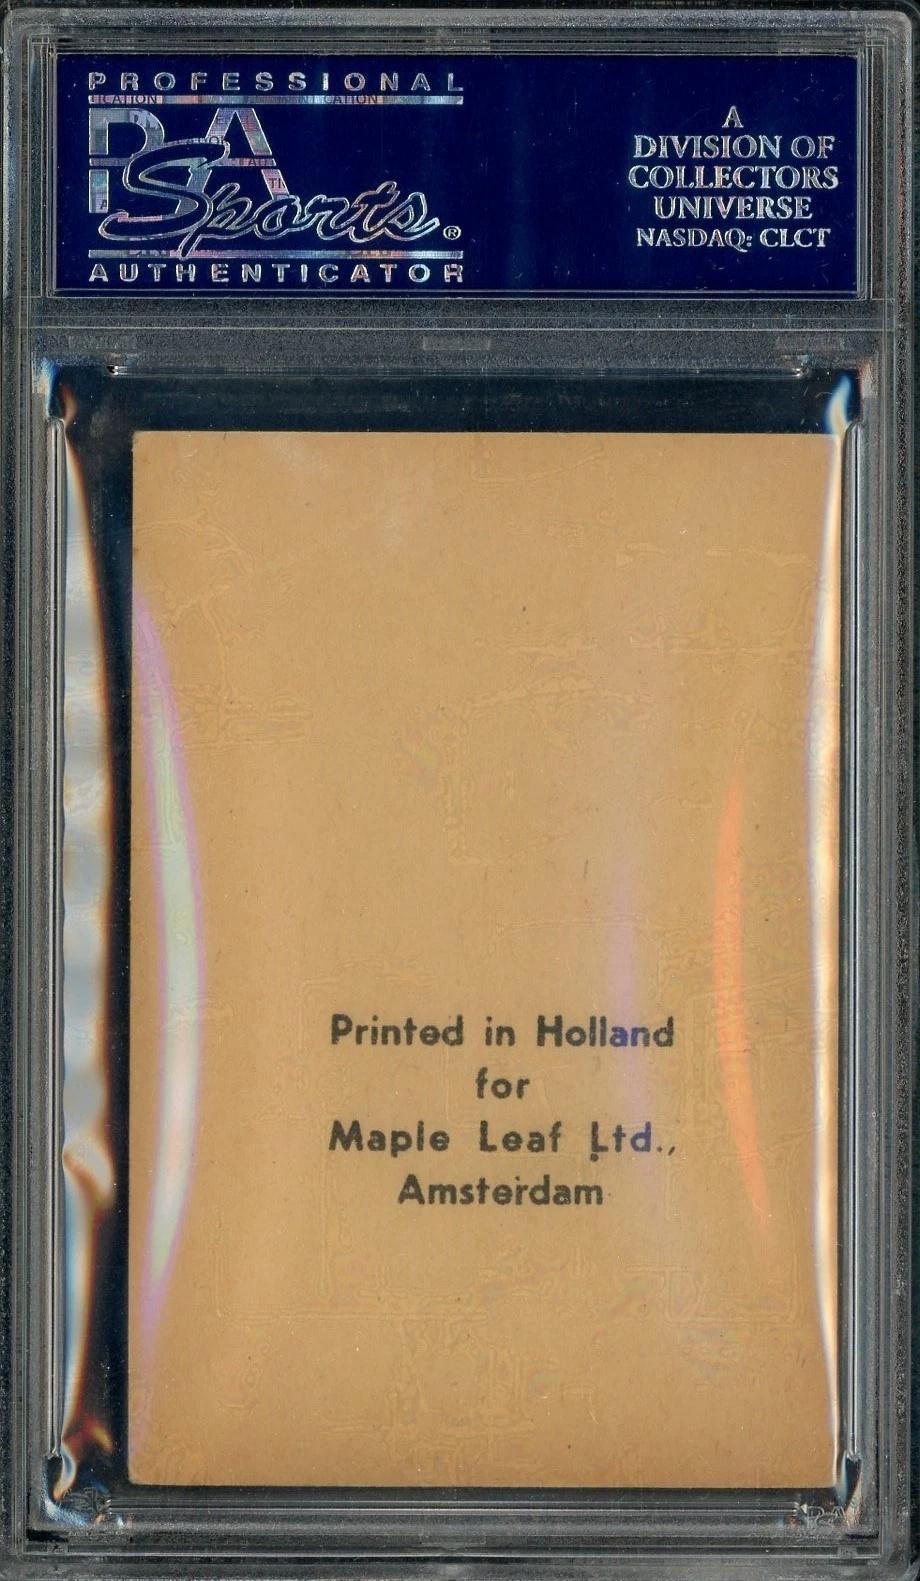 PROFESSIONAL
PSA
Sports®
AUTHENTICATOR
A
DIVISION OF
COLLECTORS
UNIVERSE
NASDAQ: CLCT
Printed in Holland
for
Maple Leaf Ltd.,
Amsterdam